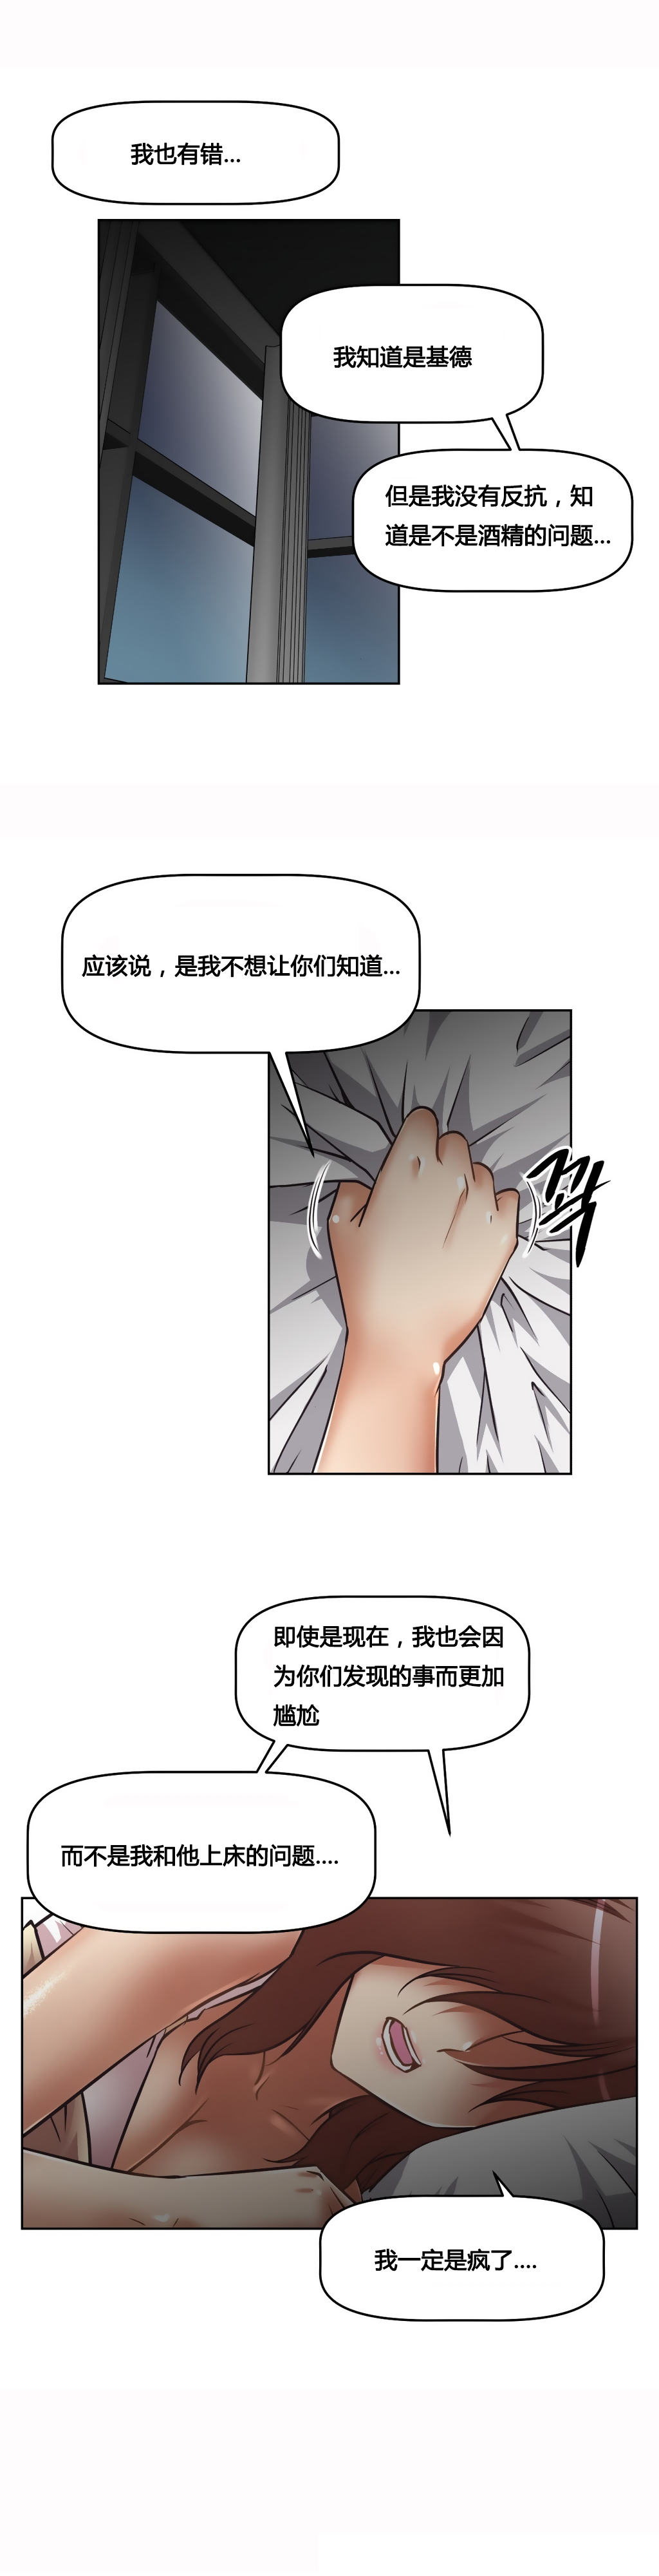 我也有错...
我知道是基德
但是我没有反抗，知
道是不是酒精的问题...
应该说，是我不想让你们知道...
꽉
即使是现在，我也会因
为你们发现的事而更加
尴尬
而不是我和他上床的问题....
我一定是疯了....